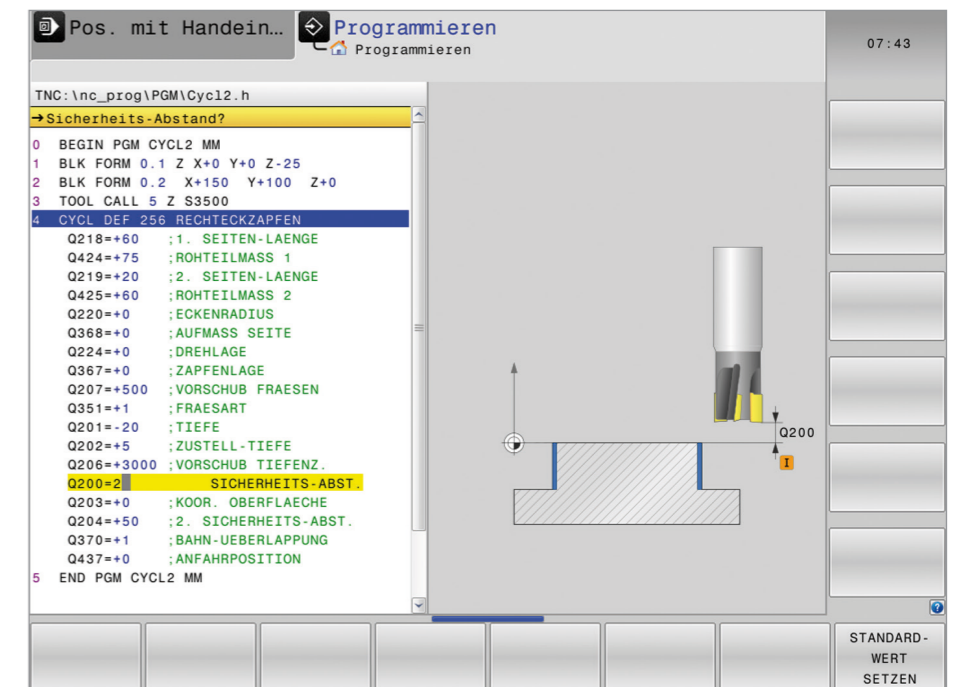 Pos. mit Handein...
Programmieren
Programmieren
07:43
TNC:\nc_prog\PGM\Cycl2.h
→Sicherheits-Abstand?
0 BEGIN PGM CYCL2 MM
1 BLK FORM 0.1 Z X+0 Y+0 Z-25
2 BLK FORM 0.2 X+150 Y+100 Z+0
3 TOOL CALL 5 Z S3500
4 CYCL DEF 256 RECHTECKZAPFEN
Q218=+60 ;1. SEITEN-LAENGE
Q424=+75 ;ROHTEILMASS 1
Q219=+20 ;2. SEITEN-LAENGE
Q425=+60 ;ROHTEILMASS 2
Q220=+0 ;ECKENRADIUS
Q368=+0 ;AUFMASS SEITE
Q224=+0 ;DREHLAGE
Q367=+0 ;ZAPFENLAGE
Q207=+500 ;VORSCHUB FRAESEN
Q351=+1 ;FRAESART
Q201=-20 ;TIEFE
Q202=+5 ;ZUSTELL-TIEFE
Q206=+3000 ;VORSCHUB TIEFENZ.
Q200=2 SICHERHEITS-ABST.
Q203=+0 ;KOOR. OBERFLAECHE
Q204=+50 ;2. SICHERHEITS-ABST.
Q370=+1 ;BAHN-UEBERLAPPUNG
Q437=+0 ;ANFAHRPOSITION
5 END PGM CYCL2 MM
Q200
I
?
STANDARD-
WERT
SETZEN